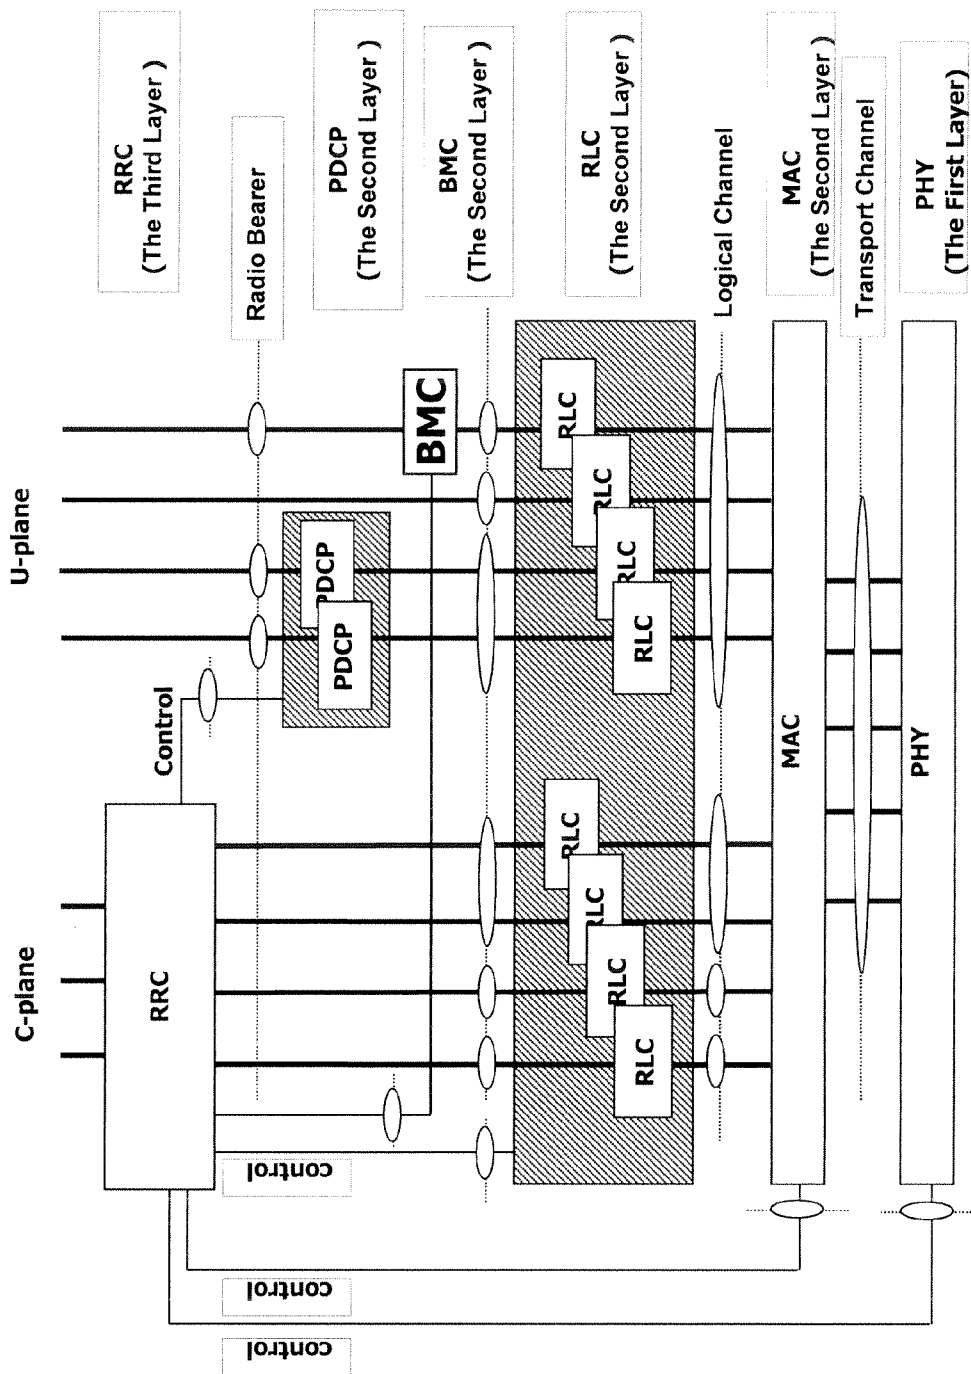 C-plane
U-plane
RRC
(The Third Layer )
Control
Radio Bearer
PDCP
PDCP
PDCP
(The Second Layer )
BMC
BMC
(The Second Layer )
control
control
control
RLC
RLC
RLC
RLC
RLC
RLC
RLC
RLC
RLC
(The Second Layer )
Logical Channel
MAC
MAC
(The Second Layer )
Transport Channel
PHY
PHY
(The First Layer)
RRC